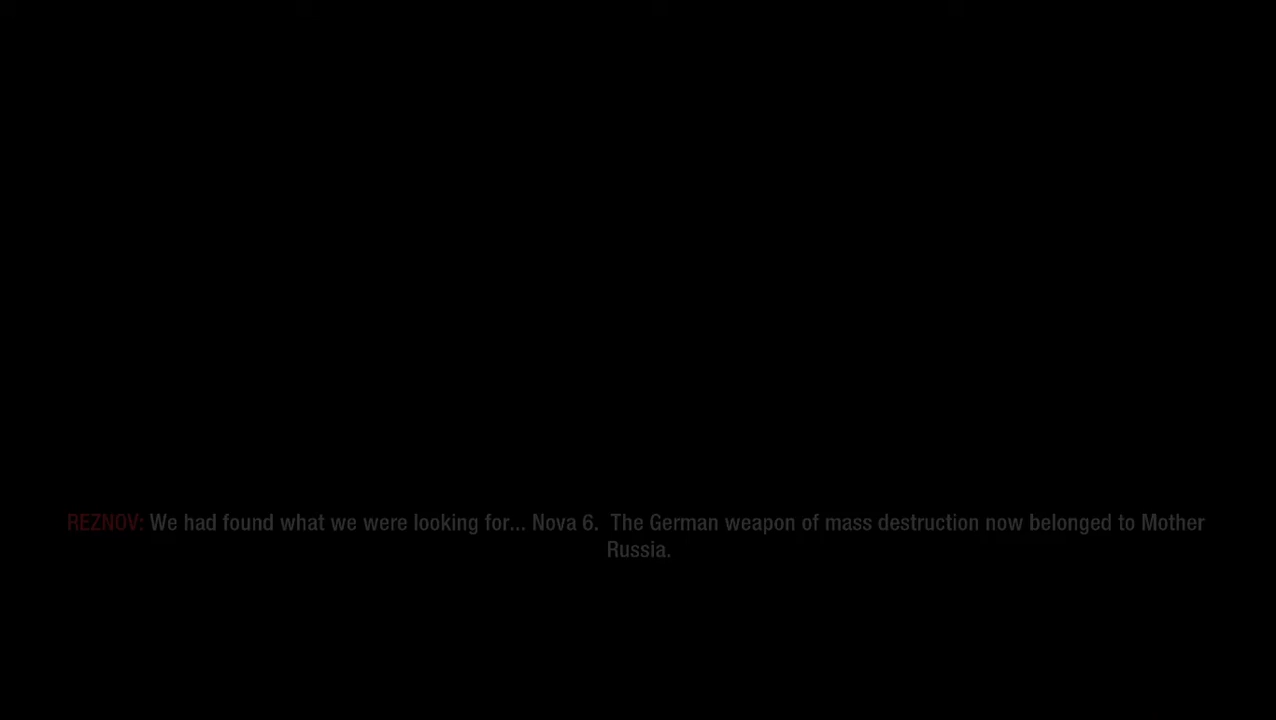 REZNOV: We had found what we were looking for... Nova 6.  The German weapon of mass destruction now belonged to Mother
Russia.